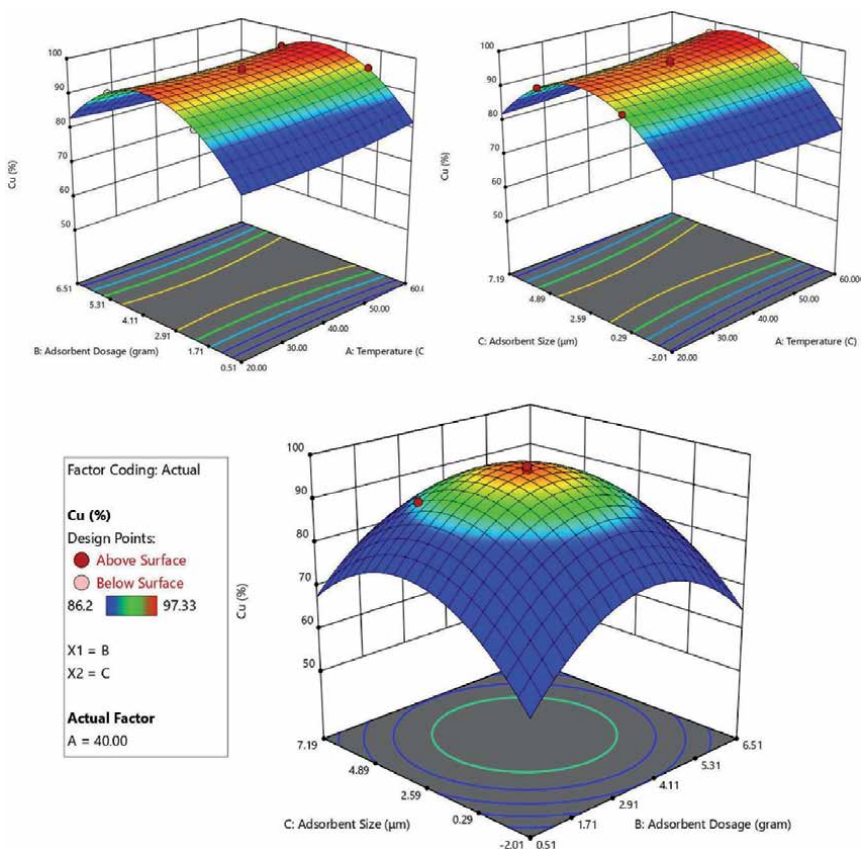 100
90
80
70
60
50
Cu (%)
6.51
5.31
4.11
2.91
1.71
0.51
B: Adsorbent Dosage (gram)
20.00
30.00
40.00
50.00
60.0
A: Temperature (C
100
90
80
70
60
50
Cu (%)
7.19
4.89
2.59
0.29
-2.01
C: Adsorbent Size (µm)
20.00
30.00
40.00
50.00
60.00
A: Temperature (C)
Factor Coding: Actual
Cu (%)
Design Points:
Above Surface
Below Surface
86.2 97.33
X1 = B
X2 = C
Actual Factor
A = 40.00
100
90
80
70
60
50
Cu (%)
7.19
4.89
2.59
0.29
-2.01
C: Adsorbent Size (µm)
0.51
1.71
2.91
4.11
5.31
6.51
B: Adsorbent Dosage (gram)